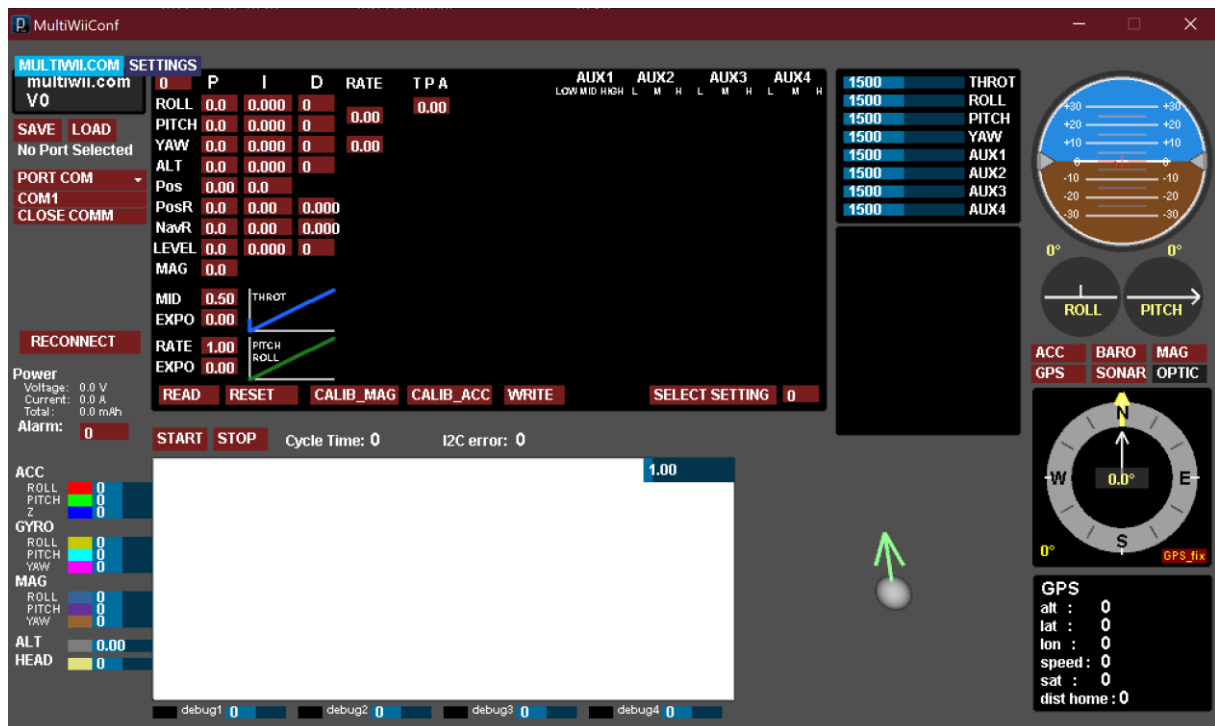 MultiWiiConf
MULTIWII.COM SETTINGS
multiwii.com
V0
SAVE LOAD
No Port Selected
PORT COM
COM1
CLOSE COMM
RECONNECT
Power
Voltage: 0.0 V
Current: 0.0 A
Total: 0.0 mAh
Alarm: 0
0 P I D RATE T P A
ROLL 0.0 0.000 0 0.00
PITCH 0.0 0.000 0 0.00
YAW 0.0 0.000 0 0.00
ALT 0.0 0.000 0
Pos 0.00 0.0
PosR 0.0 0.00 0.000
NavR 0.0 0.00 0.000
LEVEL 0.0 0.000 0
MAG 0.0
MID 0.50 THROT
EXPO 0.00
RATE 1.00 PITCH
EXPO 0.00 ROLL
AUX1 AUX2 AUX3 AUX4
LOW MID HIGH L M H L M H L M H
READ RESET CALIB_MAG CALIB_ACC WRITE SELECT SETTING 0
1500 THROT
1500 ROLL
1500 PITCH
1500 YAW
1500 AUX1
1500 AUX2
1500 AUX3
1500 AUX4
+30 +30
+20 +20
+10 +10
0 0
-10 -10
-20 -20
-30 -30
0° 0°
ROLL PITCH
ACC BARO MAG
GPS SONAR OPTIC
N
W 0.0° E
S
0° GPS_fix
GPS
alt : 0
lat : 0
lon : 0
speed : 0
sat : 0
dist home : 0
START STOP Cycle Time: 0 I2C error: 0
1.00
ACC
ROLL 0
PITCH 0
Z 0
GYRO
ROLL 0
PITCH 0
YAW 0
MAG
ROLL 0
PITCH 0
YAW 0
ALT 0.00
HEAD 0
debug1 0 debug2 0 debug3 0 debug4 0